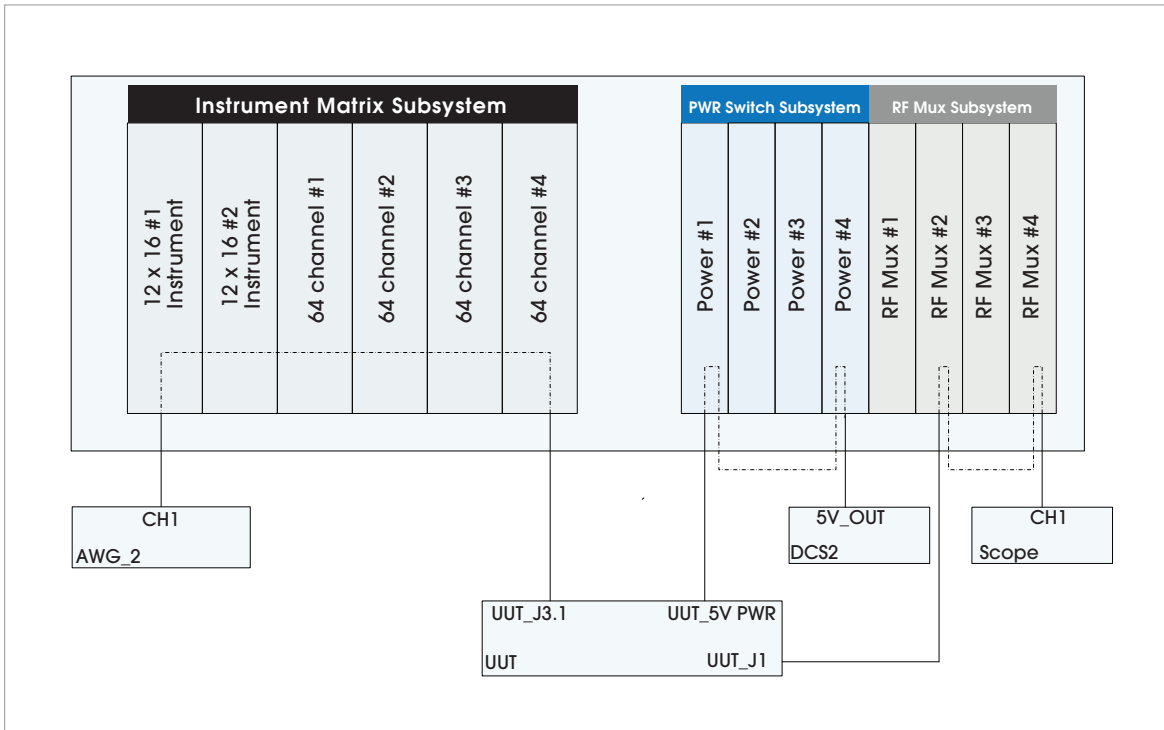 Instrument Matrix Subsystem
PWR Switch Subsystem
RF Mux Subsystem
12 x 16 #1
Instrument
12 x 16 #2
Instrument
64 channel #1
64 channel #2
64 channel #3
64 channel #4
Power #1
Power #2
Power #3
Power #4
RF Mux #1
RF Mux #2
RF Mux #3
RF Mux #4
CH1
AWG_2
5V_OUT
DCS2
CH1
Scope
UUT_J3.1
UUT_5V PWR
UUT
UUT_J1